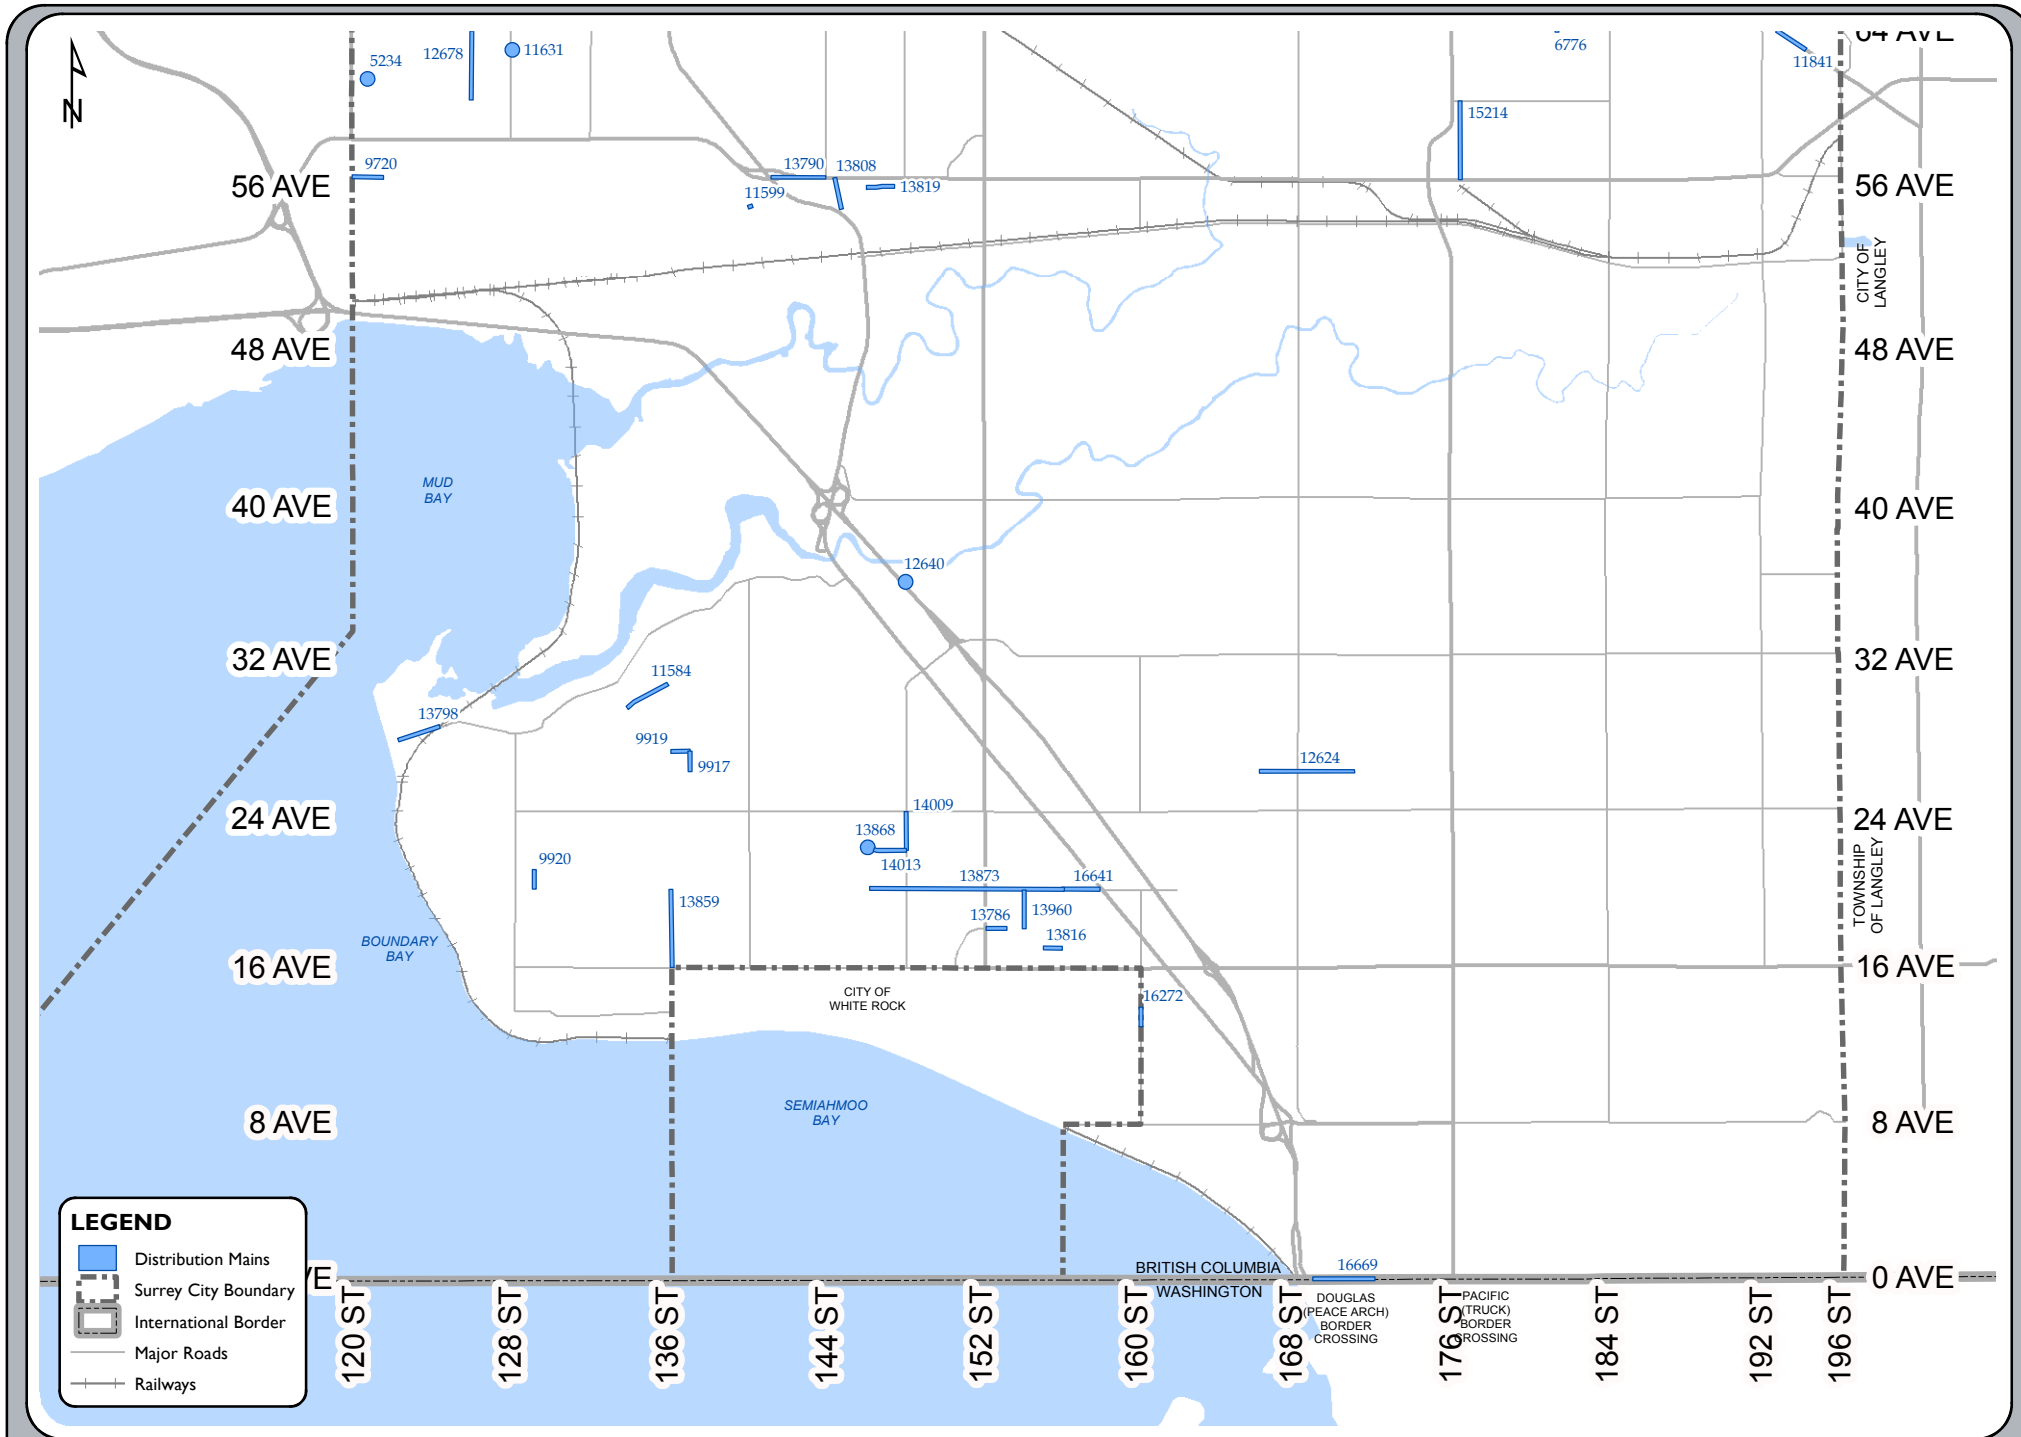 64 AVE
5234
12678
11631
6776
11841
15214
N
9720
13790
13808
13819
11599
56 AVE
56 AVE
CITY OF
LANGLEY
48 AVE
48 AVE
MUD
BAY
40 AVE
40 AVE
12640
32 AVE
32 AVE
11584
13798
9919
9917
12624
14009
24 AVE
24 AVE
13868
14013
9920
13873
16641
13859
13786
13960
13816
TOWNSHIP
OF LANGLEY
BOUNDARY
BAY
16 AVE
16 AVE
CITY OF
WHITE ROCK
16272
SEMIAHMOO
BAY
8 AVE
8 AVE
BRITISH COLUMBIA
WASHINGTON
16669
0 AVE
DOUGLAS
(PEACE ARCH)
BORDER
CROSSING
PACIFIC
(TRUCK)
BORDER
CROSSING
120 ST
128 ST
136 ST
144 ST
152 ST
160 ST
168 ST
176 ST
184 ST
192 ST
196 ST
LEGEND
Distribution Mains
Surrey City Boundary
International Border
Major Roads
Railways